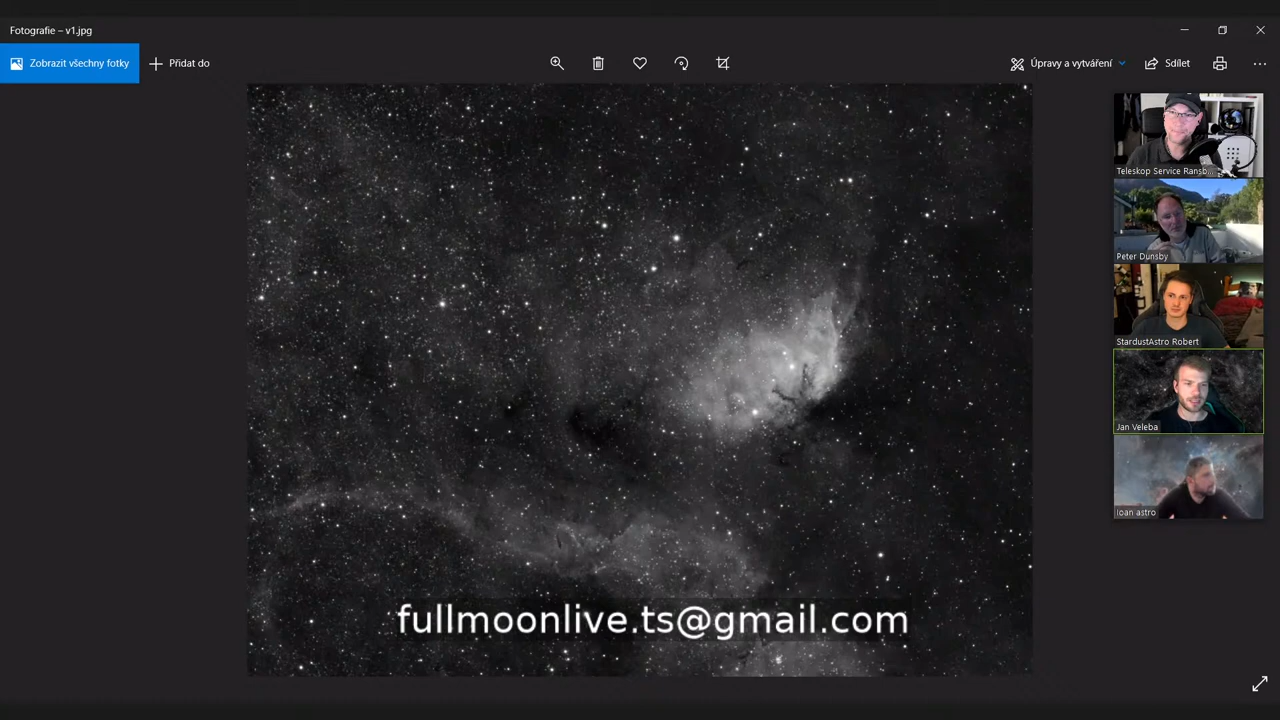 Fotografie – v1.jpg
Zobrazit všechny fotky
Přidat do
Úpravy a vytváření
Sdílet
Teleskop Service Ransb...
Peter Dunsby
StardustAstro Robert
Jan Veleba
Ioan astro
fullmoonlive.ts@gmail.com